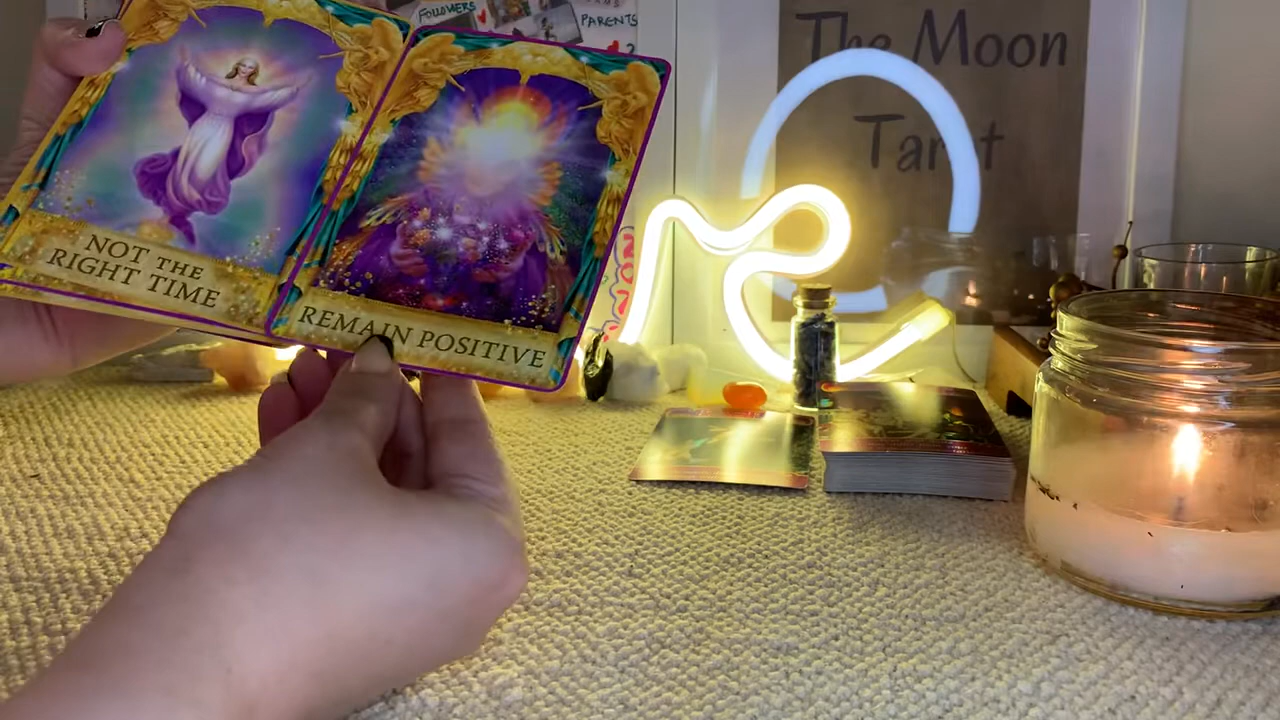 FOLLOWERS
PARENTS
The Moon
Tarot
NOT THE
RIGHT TIME
REMAIN POSITIVE